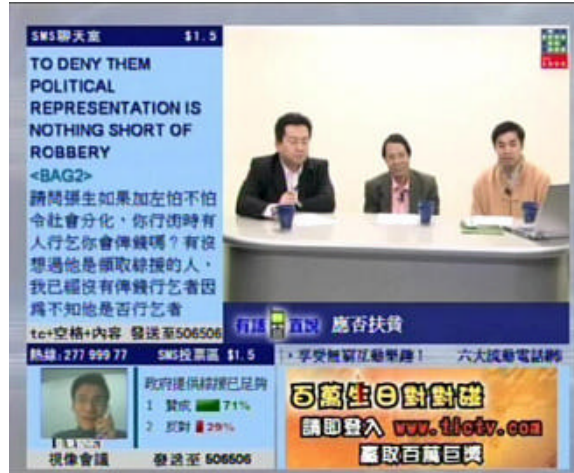 SMS聊天室 $1.5
TO DENY THEM
POLITICAL
REPRESENTATION IS
NOTHING SHORT OF
ROBBERY
<BAG2>
請問張生如果加左怕不怕
令社會分化,你行街時有
人行乞你會俾錢嗎?有沒
想過他是領取綜援的人,
我已經沒有俾錢行乞者因
為不知他是否行乞者
tc+空格+內容 發送至506506
有話直說 應否扶貧
熱線:277 999 77 SMS投票區 $1.5
,享受無窮互動樂趣! 六大流動電話網
政府提供綜援已足夠
1 贊成 71%
2 反對 29%
視像會議 發送至 506506
百萬生日對對碰
請即登入 www.tictv.com
贏取百萬巨獎